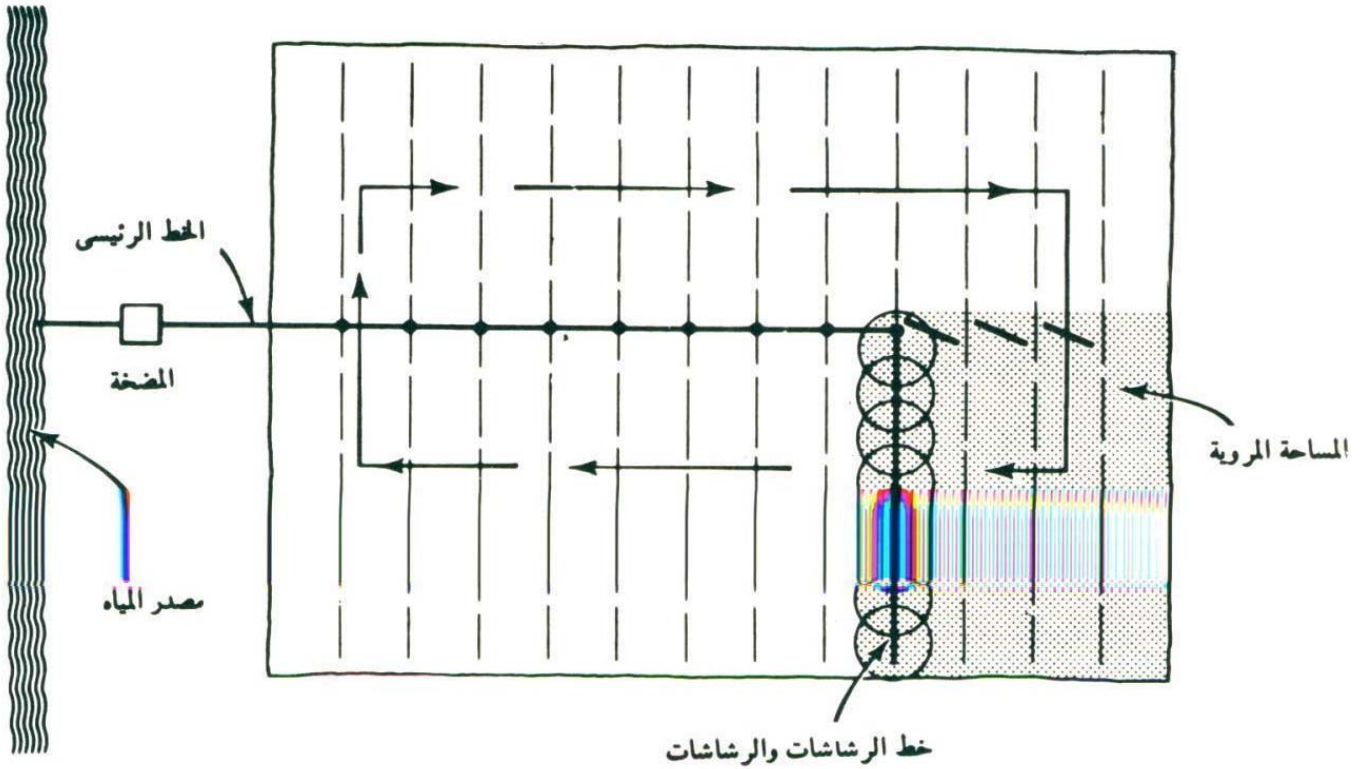 الخط الرئيسى
المضخة
المساحة المروية
مصدر المياه
خط الرشاشات والرشاشات